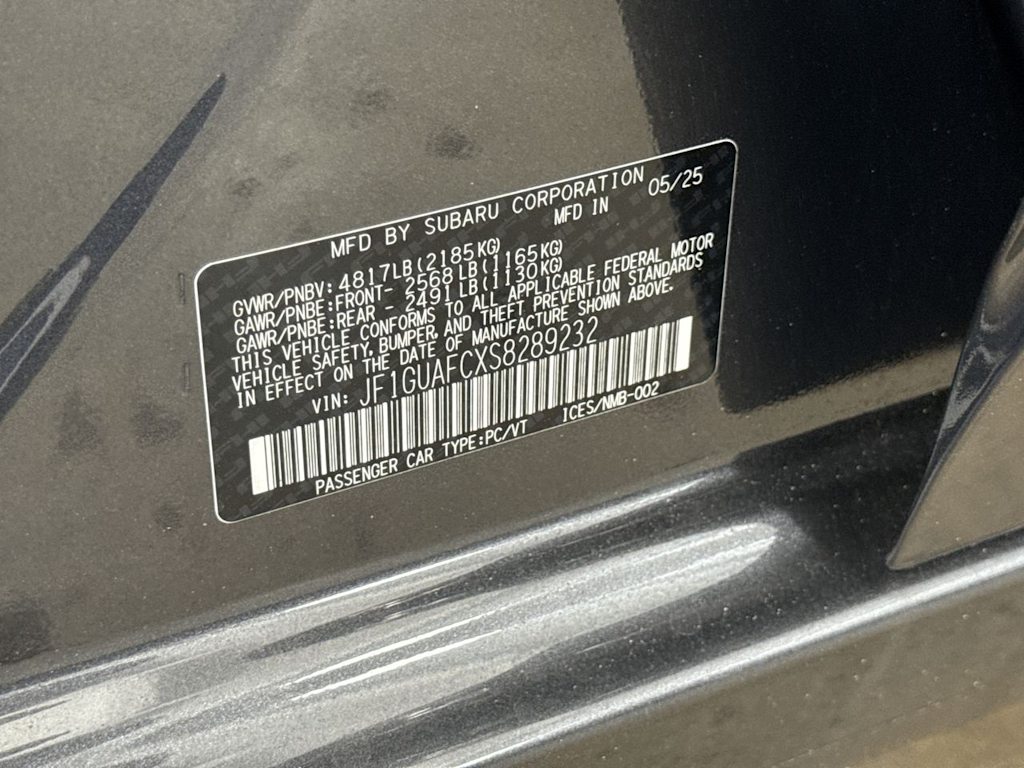 MFD BY SUBARU CORPORATION 05/25
MFD IN
GVWR/PNBV: 4817LB(2185KG)
GAWR/PNBE:FRONT- 2568LB(1165KG)
GAWR/PNBE:REAR - 2491LB(1130KG)
THIS VEHICLE CONFORMS TO ALL APPLICABLE FEDERAL MOTOR
VEHICLE SAFETY, BUMPER, AND THEFT PREVENTION STANDARDS
IN EFFECT ON THE DATE OF MANUFACTURE SHOWN ABOVE.
VIN: JF1GUAFCXS8289232
PASSENGER CAR TYPE:PC/VT ICES/NMB-002